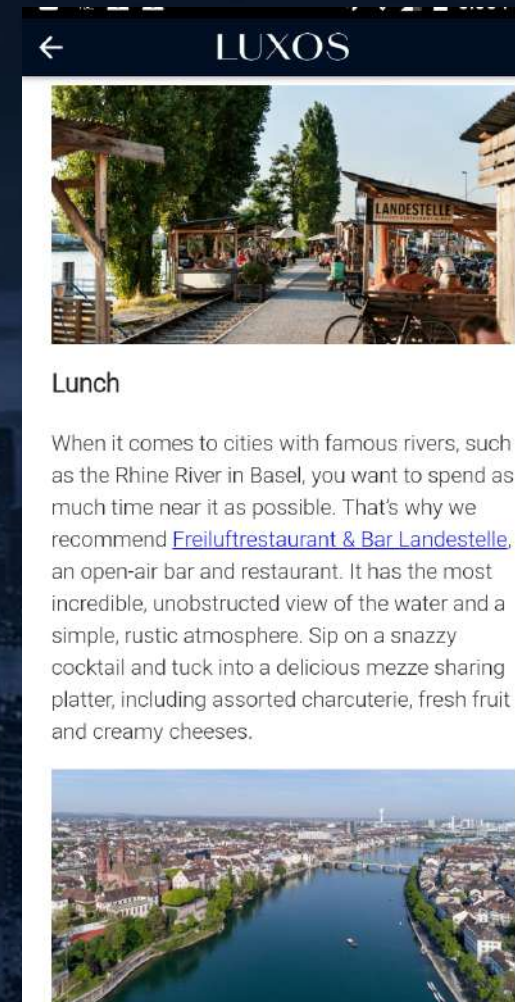 LUXOS
LANDESTELLE
Lunch
When it comes to cities with famous rivers, such
as the Rhine River in Basel, you want to spend as
much time near it as possible. That's why we
recommend Freiluftrestaurant & Bar Landestelle,
an open-air bar and restaurant. It has the most
incredible, unobstructed view of the water and a
simple, rustic atmosphere. Sip on a snazzy
cocktail and tuck into a delicious mezze sharing
platter, including assorted charcuterie, fresh fruit
and creamy cheeses.